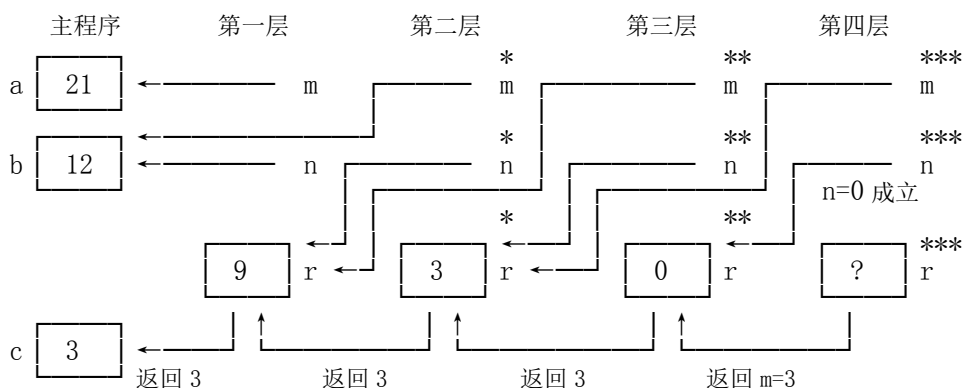 主程序 第一层 第二层 第三层 第四层
* ** ***
a 21 m m m m
* ** ***
b 12 n n n n
n=0 成立
* **
***
9 r 3 r 0 r ? r
c 3
返回 3 返回 3 返回 3 返回 m=3